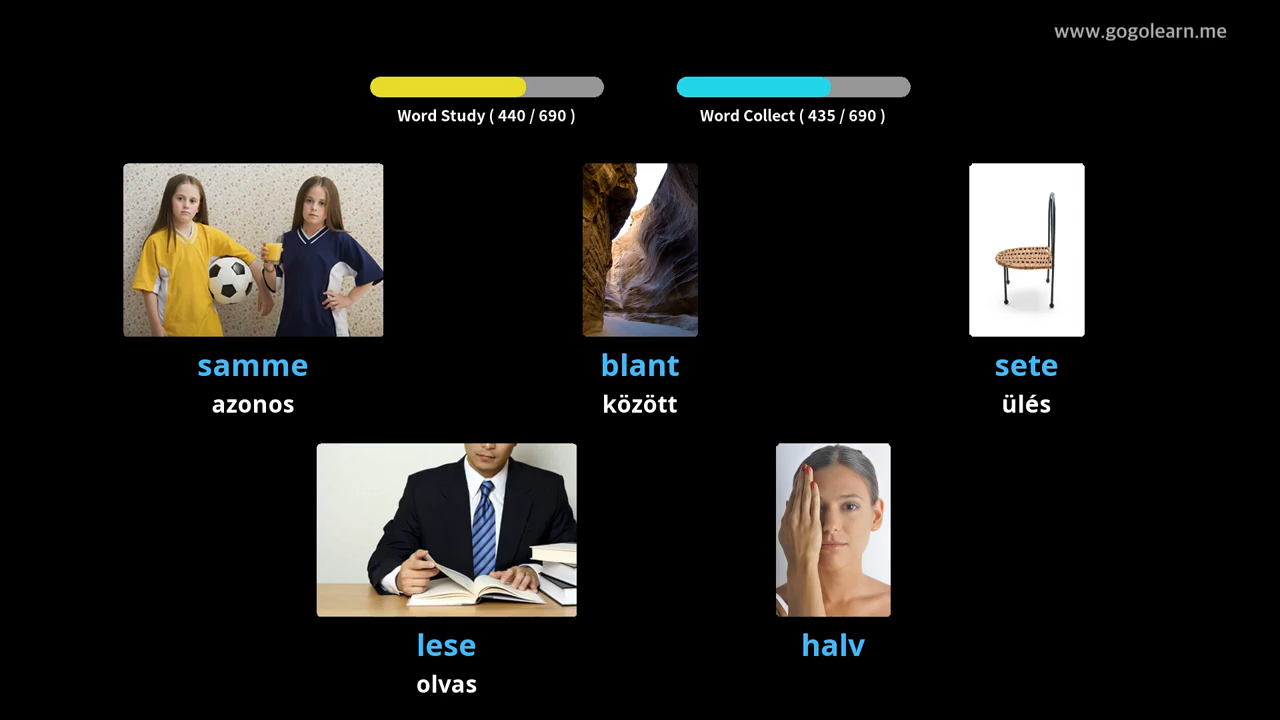 www.gogolearn.me
Word Study ( 440 / 690 )
Word Collect ( 435 / 690 )
samme
azonos
blant
között
sete
ülés
lese
olvas
halv